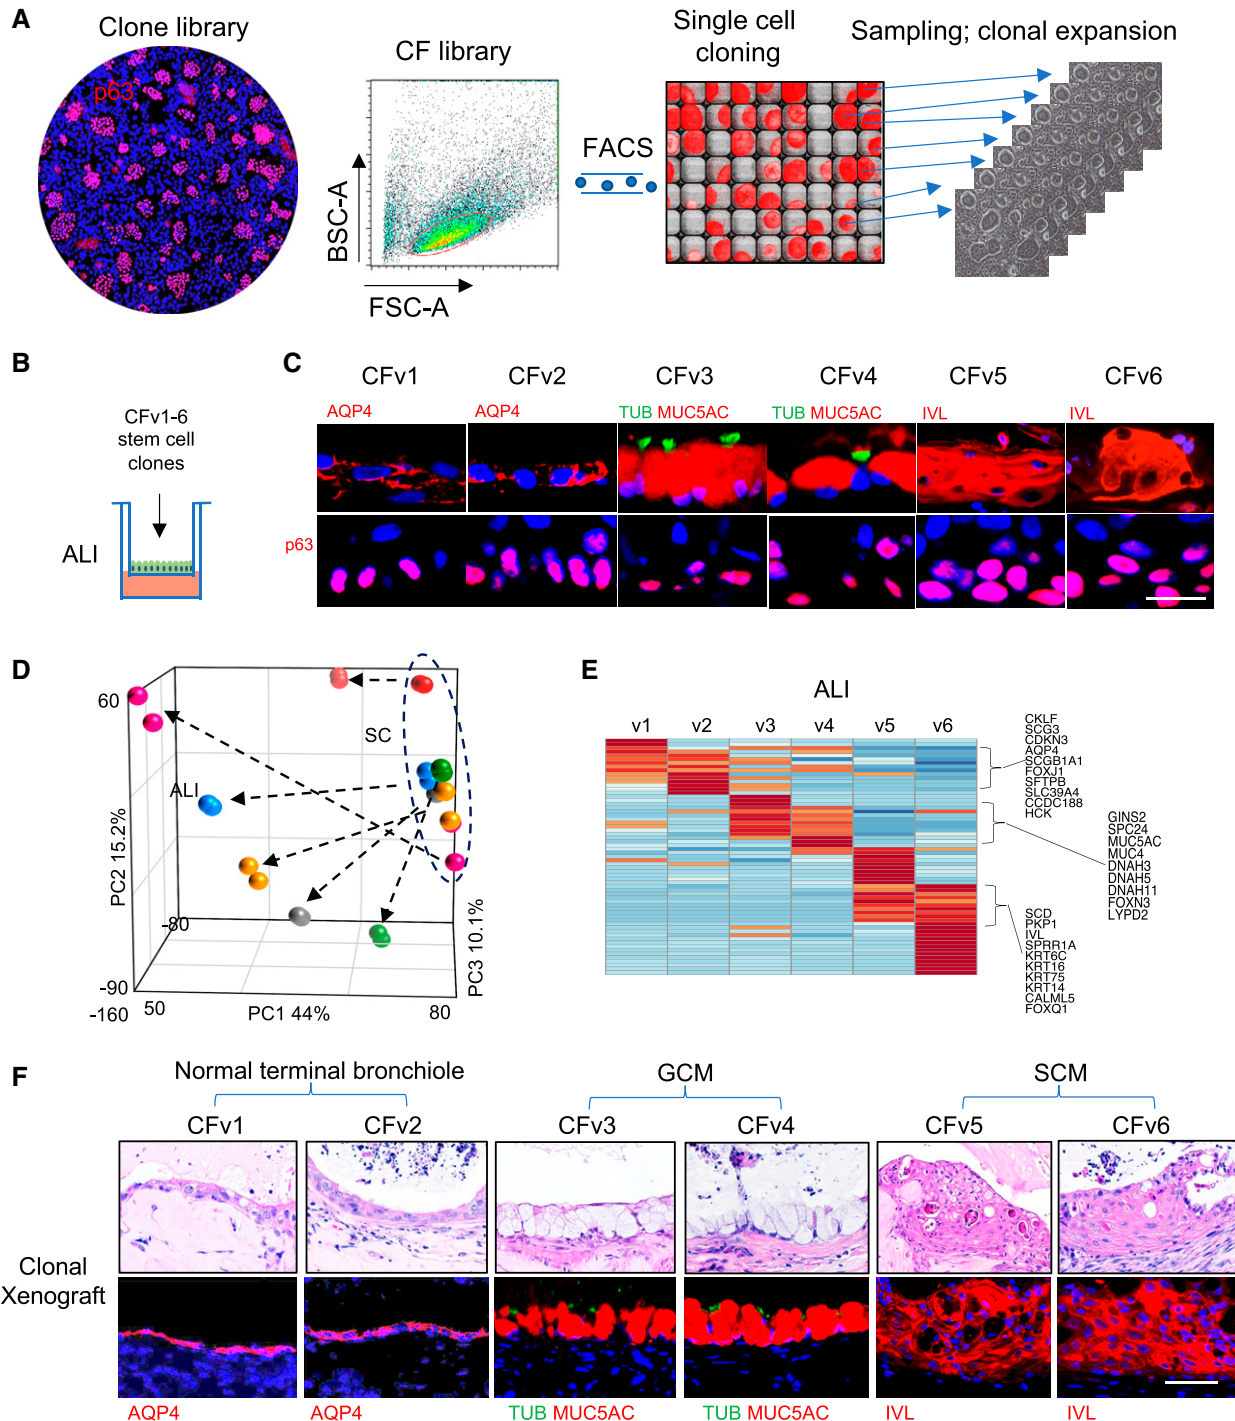 A
Clone library
p63
CF library
BSC-A
FSC-A
FACS
Single cell
cloning
Sampling; clonal expansion
B
CFv1-6
stem cell
clones
ALI
C
CFv1 CFv2 CFv3 CFv4 CFv5 CFv6
AQP4 AQP4 TUB MUC5AC TUB MUC5AC IVL IVL
p63
D
60
SC
ALI
PC2 15.2%
-80
-90
-160
50
PC1 44%
80
PC3 10.1%
E
ALI
v1 v2 v3 v4 v5 v6
CKLF
SCG3
CDKN3
AQP4
SCGB1A1
FOXJ1
SFTPB
SLC39A4
CCDC188
HCK
GINS2
SPC24
MUC5AC
MUC4
DNAH3
DNAH5
DNAH11
FOXN3
LYPD2
SCD
PKP1
IVL
SPRR1A
KRT6C
KRT16
KRT75
KRT14
CALML5
FOXQ1
F
Normal terminal bronchiole GCM SCM
CFv1 CFv2 CFv3 CFv4 CFv5 CFv6
Clonal
Xenograft
AQP4 AQP4 TUB MUC5AC TUB MUC5AC IVL IVL